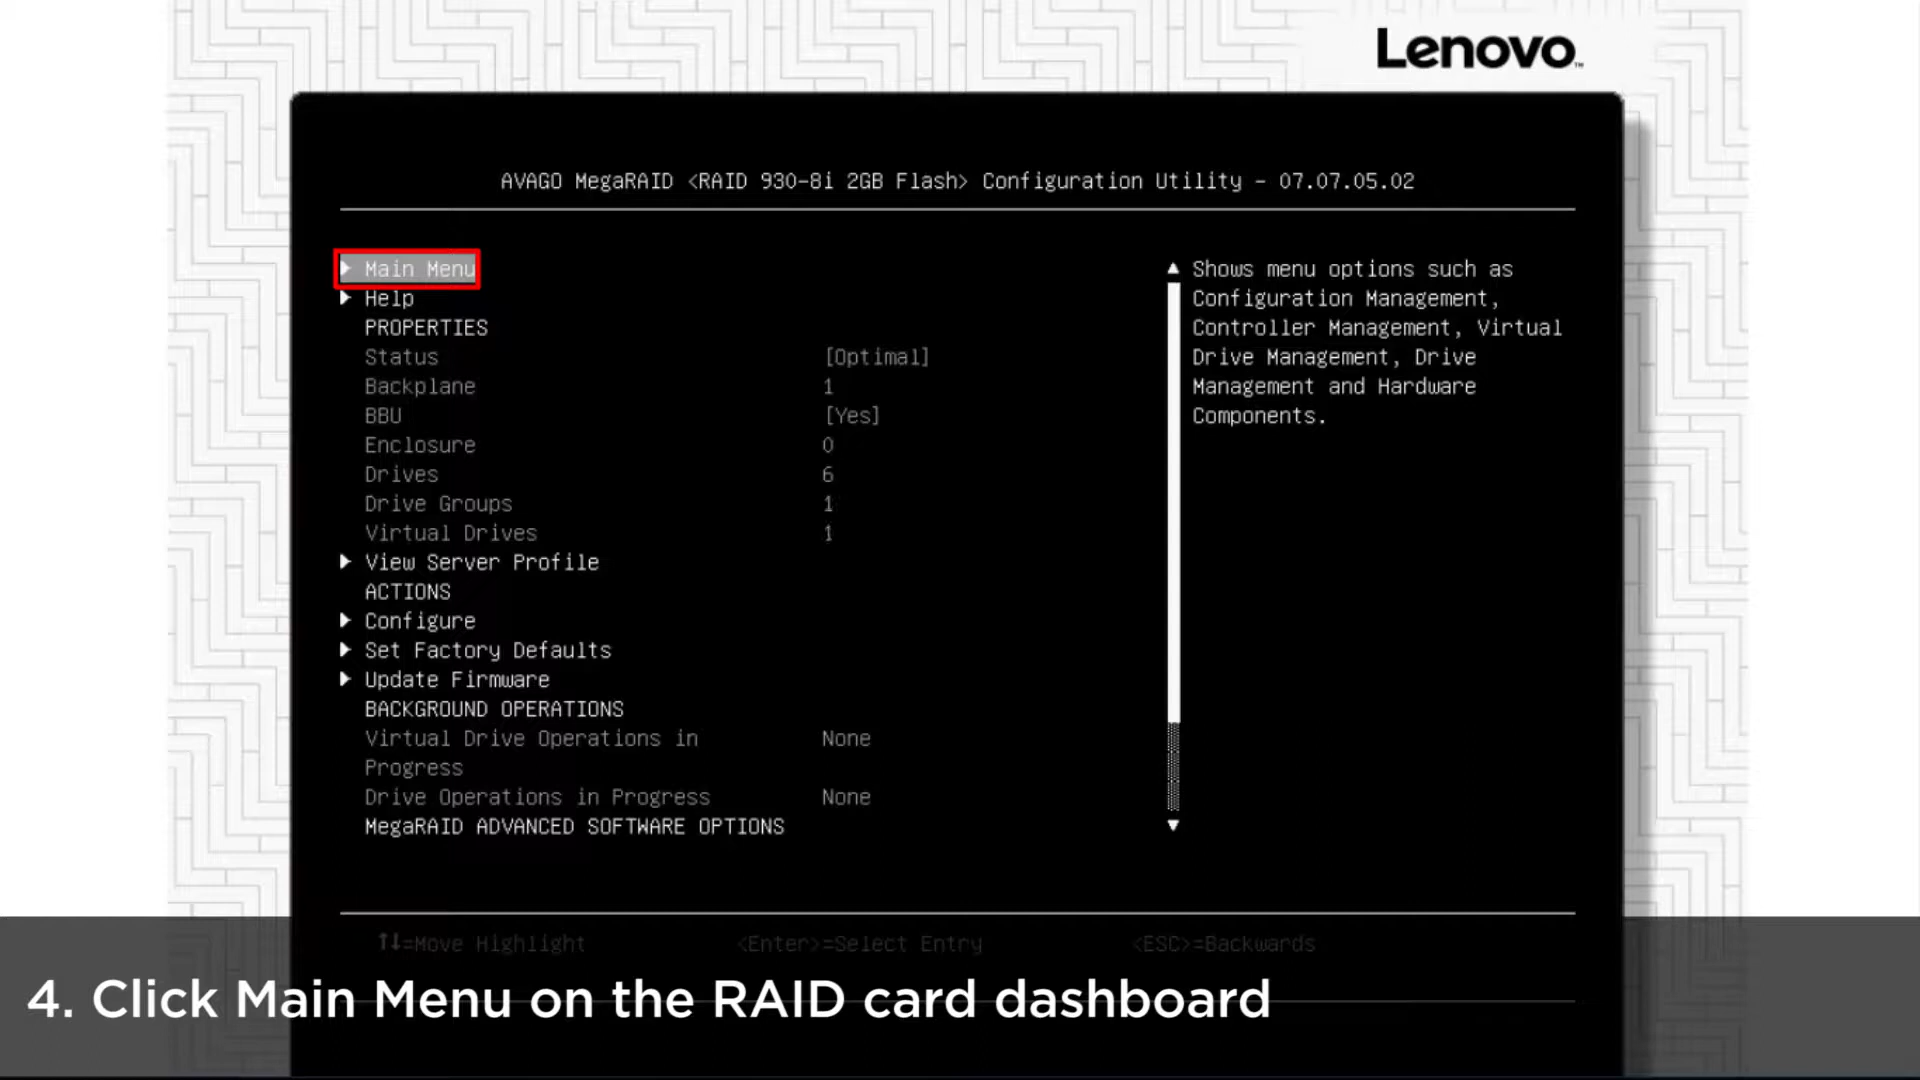 Lenovo™
AVAGO MegaRAID <RAID 930-8i 2GB Flash> Configuration Utility – 07.07.05.02
Main Menu
Help
PROPERTIES
Status [Optimal]
Backplane 1
BBU [Yes]
Enclosure 0
Drives 6
Drive Groups 1
Virtual Drives 1
View Server Profile
ACTIONS
Configure
Set Factory Defaults
Update Firmware
BACKGROUND OPERATIONS
Virtual Drive Operations in None
Progress
Drive Operations in Progress None
MegaRAID ADVANCED SOFTWARE OPTIONS
Shows menu options such as
Configuration Management,
Controller Management, Virtual
Drive Management, Drive
Management and Hardware
Components.
↑↓=Move Highlight <Enter>=Select Entry <ESC>=Backwards
4. Click Main Menu on the RAID card dashboard